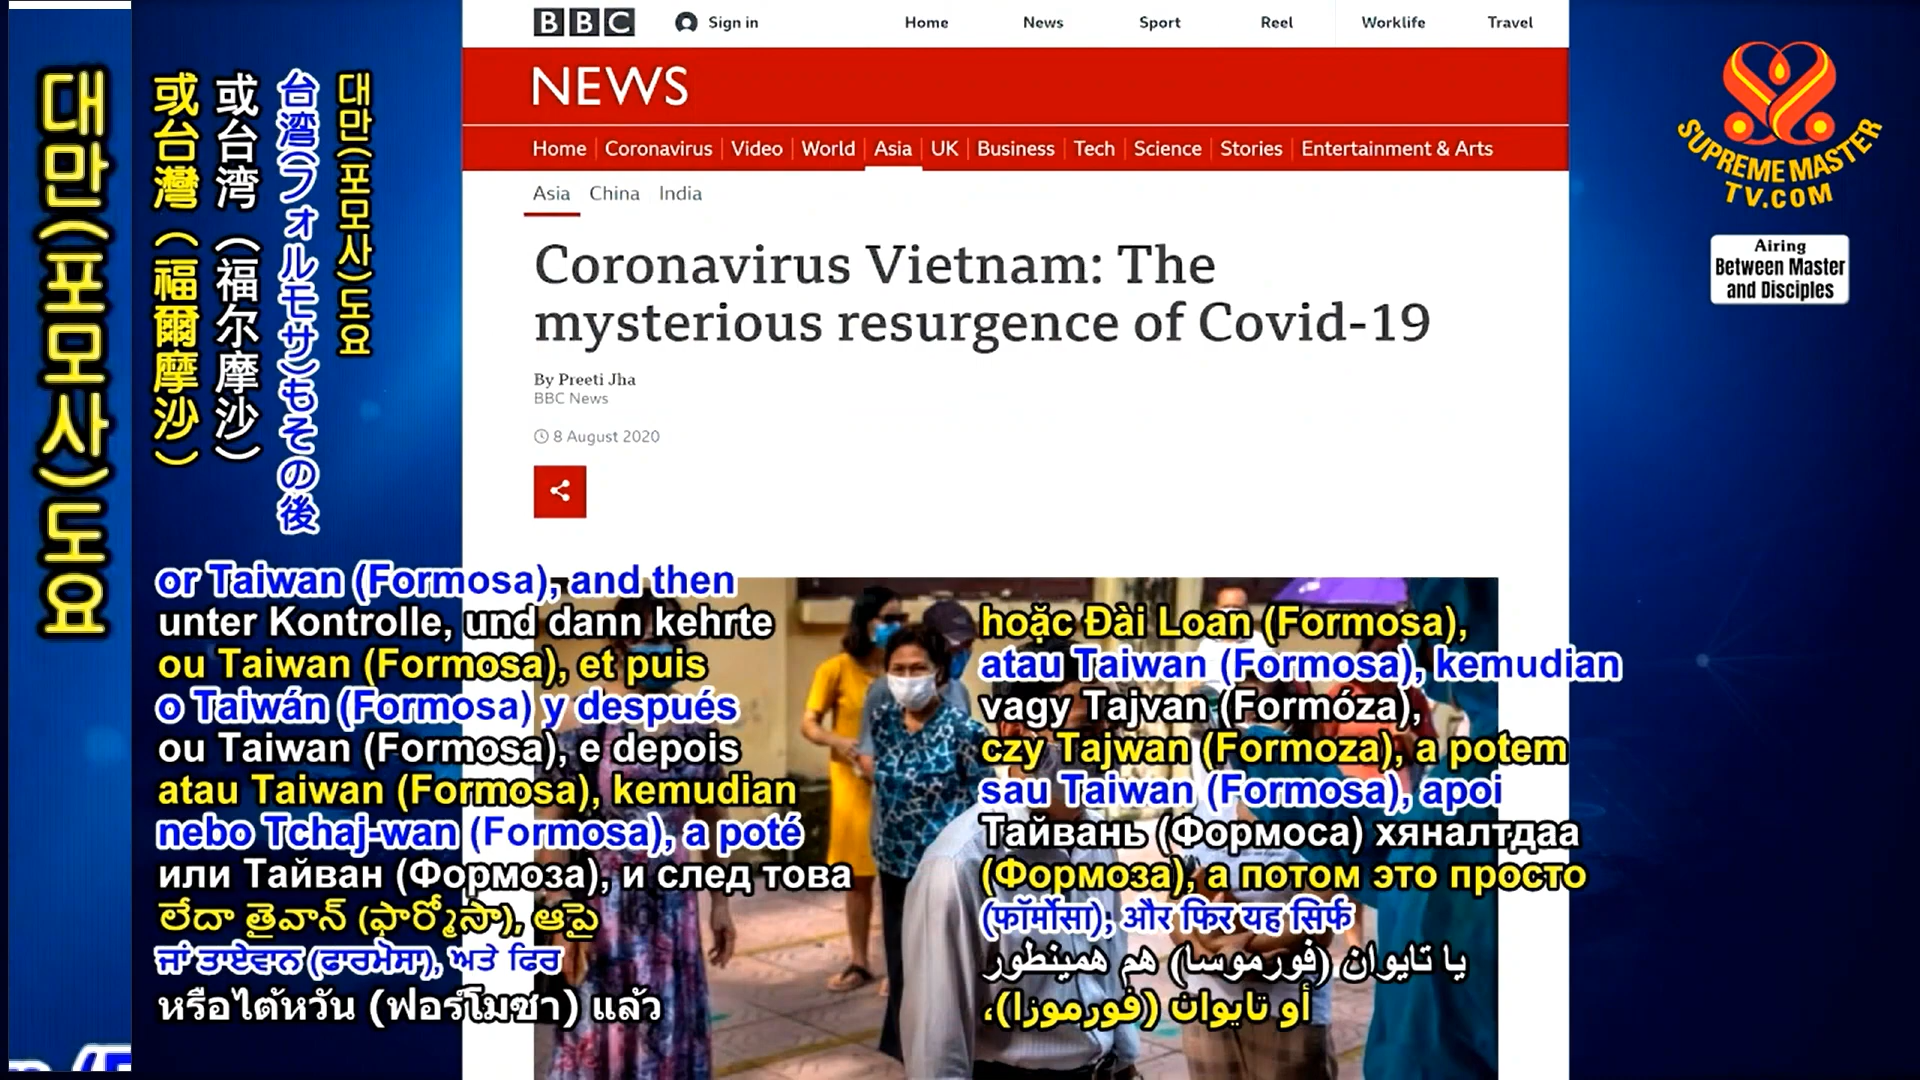 BBC
Sign in
Home
News
Sport
Reel
Worklife
Travel
NEWS
Home
Coronavirus
Video
World
Asia
UK
Business
Tech
Science
Stories
Entertainment & Arts
Asia
China
India
Coronavirus Vietnam: The
mysterious resurgence of Covid-19
By Preeti Jha
BBC News
8 August 2020
SUPREME MASTER
TV.COM
Airing
Between Master
and Disciples
대만(포모사)도요
대만(포모사)도요
台湾(フォルモサ)もその後
或台湾（福尔摩沙）
或台灣（福爾摩沙）
or Taiwan (Formosa), and then
unter Kontrolle, und dann kehrte
ou Taiwan (Formosa), et puis
o Taiwán (Formosa) y después
ou Taiwan (Formosa), e depois
atau Taiwan (Formosa), kemudian
nebo Tchaj-wan (Formosa), a poté
или Тайван (Формоза), и след това
లేదా తైవాన్ (ఫార్మోసా), ఆపై
ਜਾਂ ਤਾਏਵਾਨ (ਫਾਰਮੋਸਾ), ਅਤੇ ਫਿਰ
หรือไต้หวัน (ฟอร์โมซา) แล้ว
hoặc Đài Loan (Formosa),
atau Taiwan (Formosa), kemudian
vagy Tajvan (Formóza),
czy Tajwan (Formoza), a potem
sau Taiwan (Formosa), apoi
Тайвань (Формоса) хяналтдаа
(Формоза), а потом это просто
(फॉर्मोसा), और फिर यह सिर्फ
یا تایوان (فورموسا) هم همینطور
أو تايوان (فورموزا)،